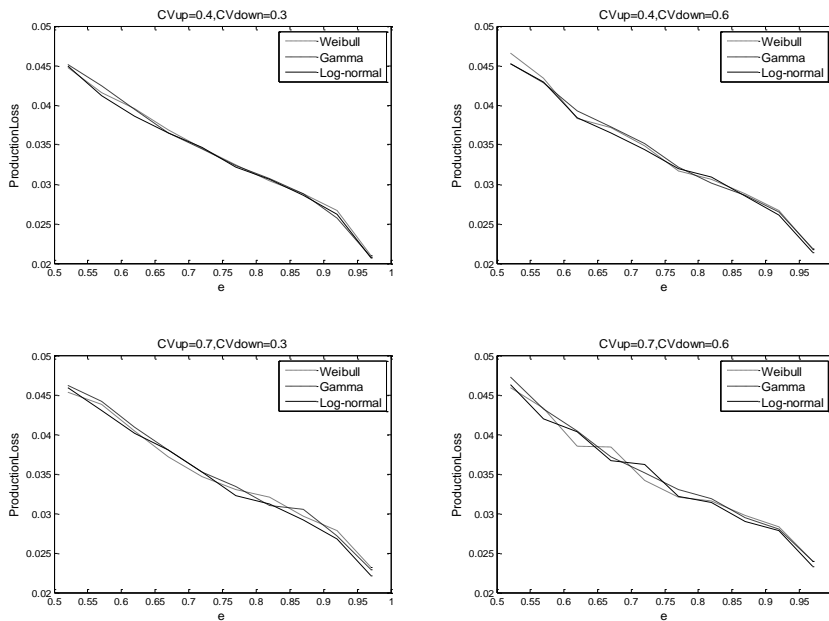 CVup=0.4,CVdown=0.3
0.05
0.045
0.04
0.035
0.03
0.025
0.02
ProductionLoss
Weibull
Gamma
Log-normal
0.5 0.55 0.6 0.65 0.7 0.75 0.8 0.85 0.9 0.95 1
e
CVup=0.4,CVdown=0.6
0.05
0.045
0.04
0.035
0.03
0.025
0.02
ProductionLoss
Weibull
Gamma
Log-normal
0.5 0.55 0.6 0.65 0.7 0.75 0.8 0.85 0.9 0.95
e
CVup=0.7,CVdown=0.3
0.05
0.045
0.04
0.035
0.03
0.025
0.02
ProductionLoss
Weibull
Gamma
Log-normal
0.5 0.55 0.6 0.65 0.7 0.75 0.8 0.85 0.9 0.95 1
e
CVup=0.7,CVdown=0.6
0.05
0.045
0.04
0.035
0.03
0.025
0.02
ProductionLoss
Weibull
Gamma
Log-normal
0.5 0.55 0.6 0.65 0.7 0.75 0.8 0.85 0.9 0.95
e